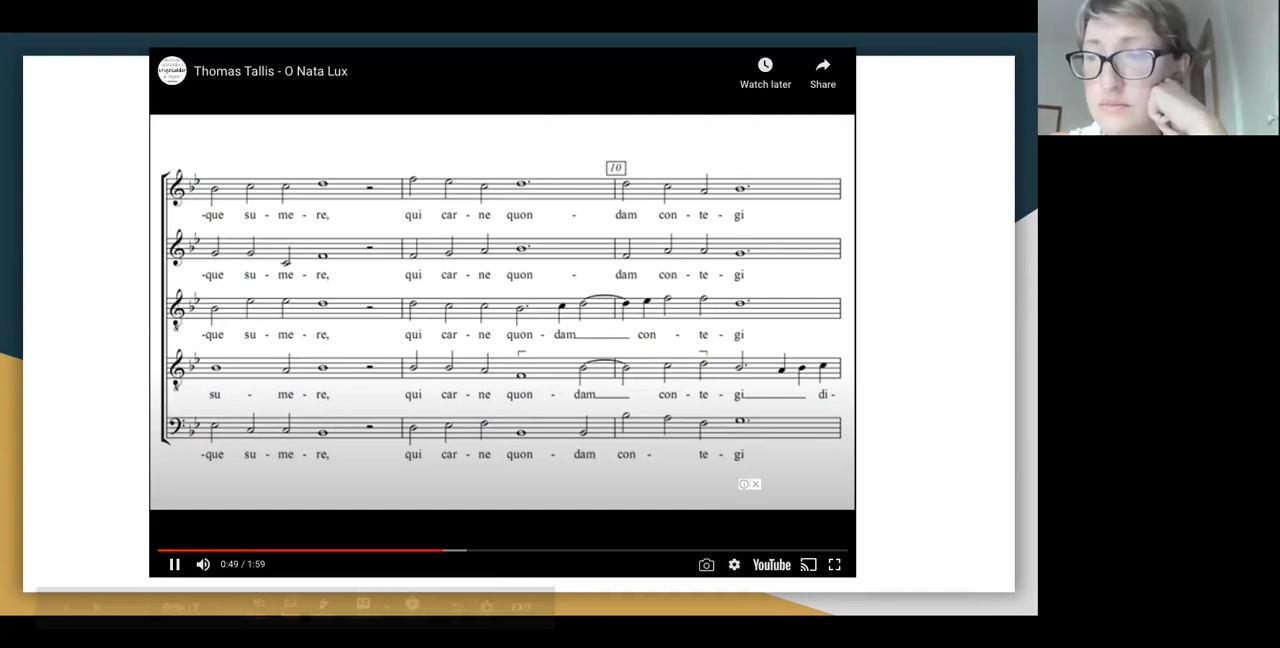 Thomas Tallis - O Nata Lux
Watch later
Share
10
-que su - me - re, qui car - ne quon - dam con - te - gi
-que su - me - re, qui car - ne quon - dam con - te - gi
-que su - me - re, qui car - ne quon - dam con - te - gi
su - me - re, qui car - ne quon - dam con - te - gi di-
-que su - me - re, qui car - ne quon - dam con - te - gi
0:49 / 1:59
YouTube
EXIT